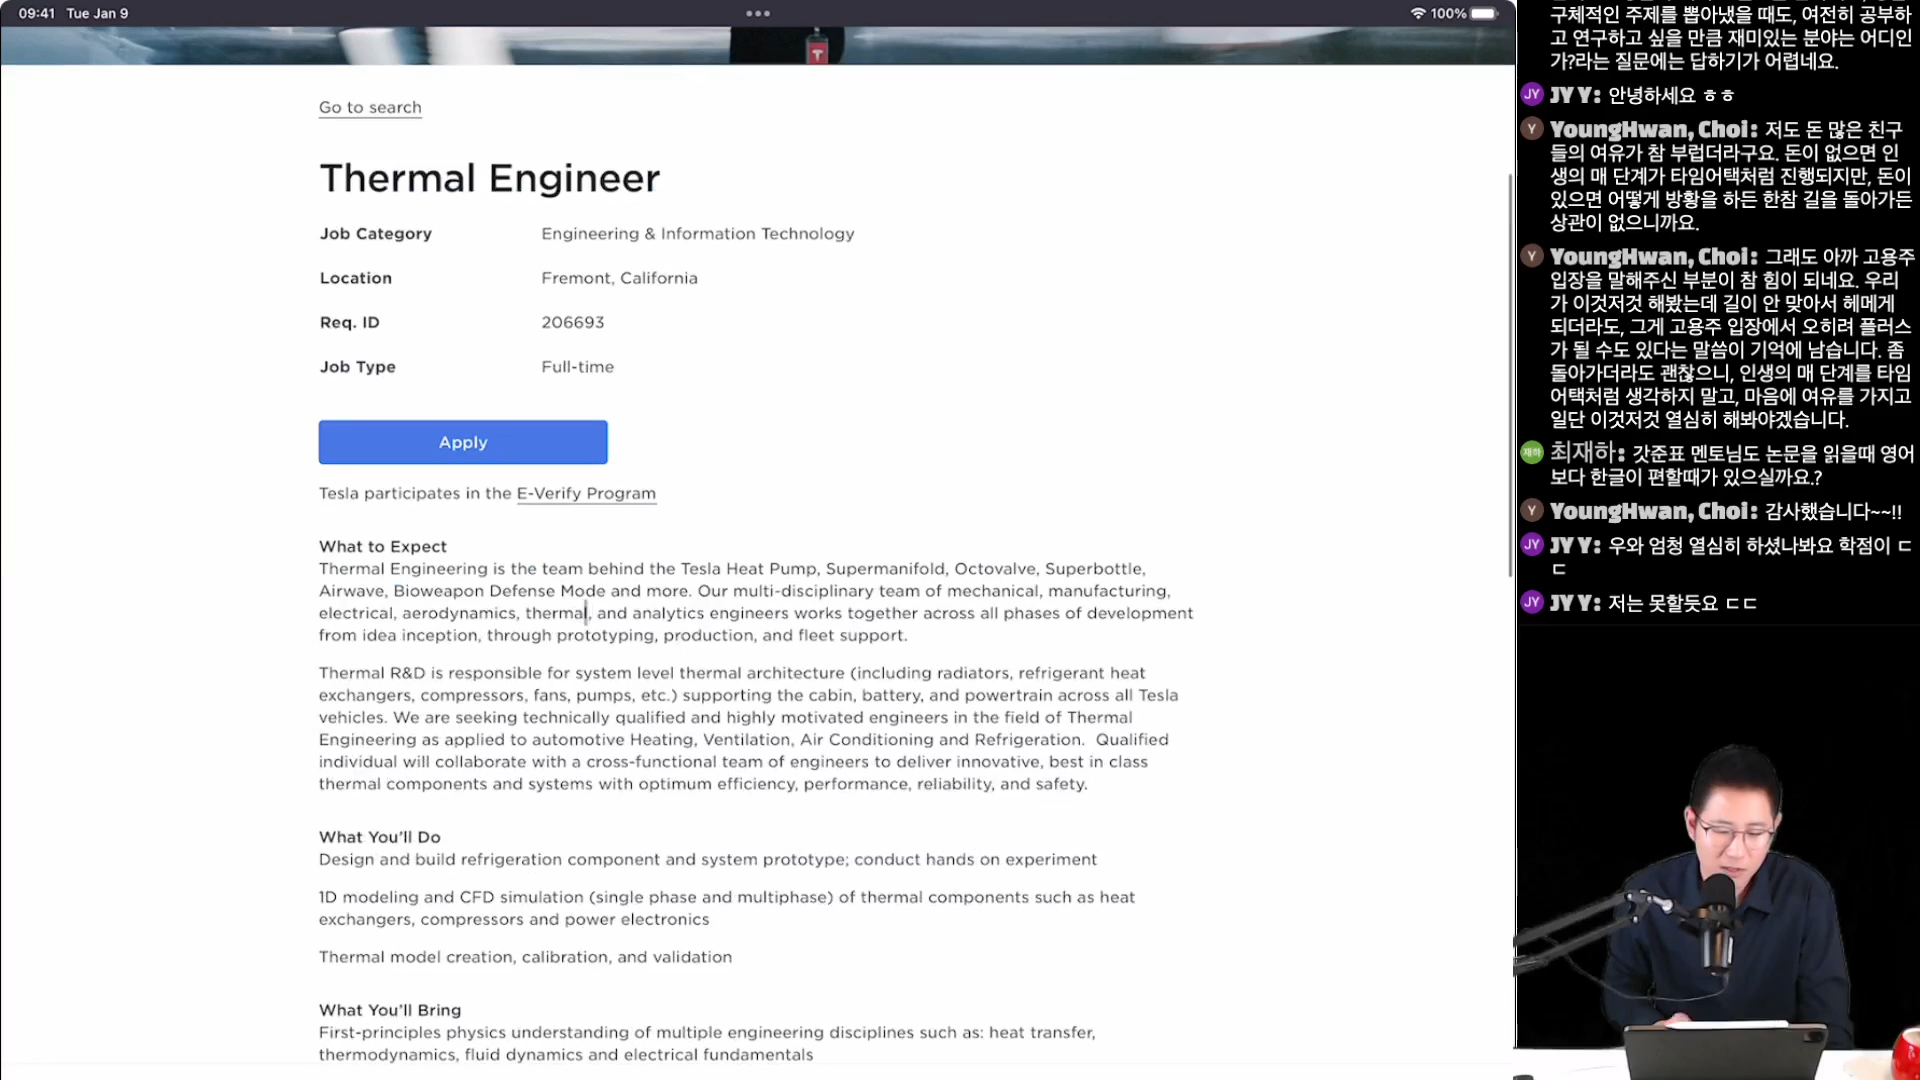 09:41 Tue Jan 9
100%
Go to search
Thermal Engineer
Job Category Engineering & Information Technology
Location Fremont, California
Req. ID 206693
Job Type Full-time
Apply
Tesla participates in the E-Verify Program
What to Expect
Thermal Engineering is the team behind the Tesla Heat Pump, Supermanifold, Octovalve, Superbottle,
Airwave, Bioweapon Defense Mode and more. Our multi-disciplinary team of mechanical, manufacturing,
electrical, aerodynamics, thermal, and analytics engineers works together across all phases of development
from idea inception, through prototyping, production, and fleet support.
Thermal R&D is responsible for system level thermal architecture (including radiators, refrigerant heat
exchangers, compressors, fans, pumps, etc.) supporting the cabin, battery, and powertrain across all Tesla
vehicles. We are seeking technically qualified and highly motivated engineers in the field of Thermal
Engineering as applied to automotive Heating, Ventilation, Air Conditioning and Refrigeration. Qualified
individual will collaborate with a cross-functional team of engineers to deliver innovative, best in class
thermal components and systems with optimum efficiency, performance, reliability, and safety.
What You'll Do
Design and build refrigeration component and system prototype; conduct hands on experiment
1D modeling and CFD simulation (single phase and multiphase) of thermal components such as heat
exchangers, compressors and power electronics
Thermal model creation, calibration, and validation
What You'll Bring
First-principles physics understanding of multiple engineering disciplines such as: heat transfer,
thermodynamics, fluid dynamics and electrical fundamentals
구체적인 주제를 뽑아냈을 때도, 여전히 공부하
고 연구하고 싶을 만큼 재미있는 분야는 어디인
가?라는 질문에는 답하기가 어렵네요.
JY JY Y: 안녕하세요 ㅎㅎ
Y YoungHwan, Choi: 저도 돈 많은 친구
들의 여유가 참 부럽더라구요. 돈이 없으면 인
생의 매 단계가 타임어택처럼 진행되지만, 돈이
있으면 어떻게 방황을 하든 한참 길을 돌아가든
상관이 없으니까요.
Y YoungHwan, Choi: 그래도 아까 고용주
입장을 말해주신 부분이 참 힘이 되네요. 우리
가 이것저것 해봤는데 길이 안 맞아서 헤메게
되더라도, 그게 고용주 입장에서 오히려 플러스
가 될 수도 있다는 말씀이 기억에 남습니다. 좀
돌아가더라도 괜찮으니, 인생의 매 단계를 타임
어택처럼 생각하지 말고, 마음에 여유를 가지고
일단 이것저것 열심히 해봐야겠습니다.
재하 최재하: 갓준표 멘토님도 논문을 읽을때 영어
보다 한글이 편할때가 있으실까요.?
Y YoungHwan, Choi: 감사했습니다~~!!
JY JY Y: 우와 엄청 열심히 하셨나봐요 학점이 ㄷ
ㄷ
JY JY Y: 저는 못할듯요 ㄷㄷ